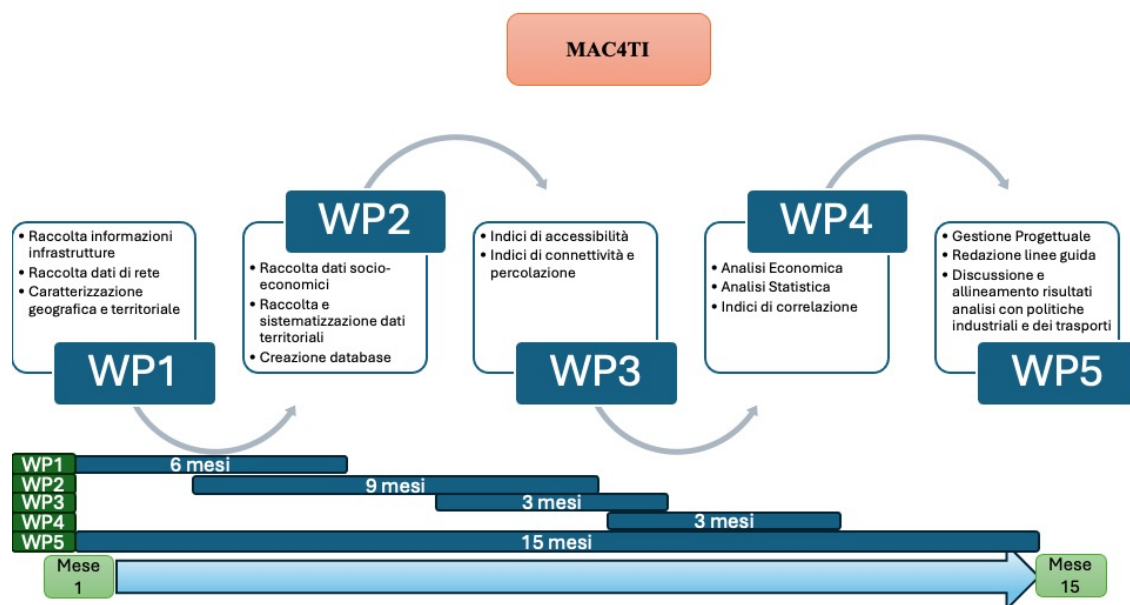 MAC4TI
• Raccolta informazioni
infrastrutture
• Raccolta dati di rete
• Caratterizzazione
geografica e territoriale
WP1
WP2
• Raccolta dati socio-
economici
• Raccolta e
sistematizzazione dati
territoriali
• Creazione database
• Indici di accessibilità
• Indici di connettività e
percolazione
WP3
WP4
• Analisi Economica
• Analisi Statistica
• Indici di correlazione
• Gestione Progettuale
• Redazione linee guida
• Discussione e
allineamento risultati
analisi con politiche
industriali e dei trasporti
WP5
WP1 6 mesi
WP2 9 mesi
WP3 3 mesi
WP4 3 mesi
WP5 15 mesi
Mese
1
Mese
15